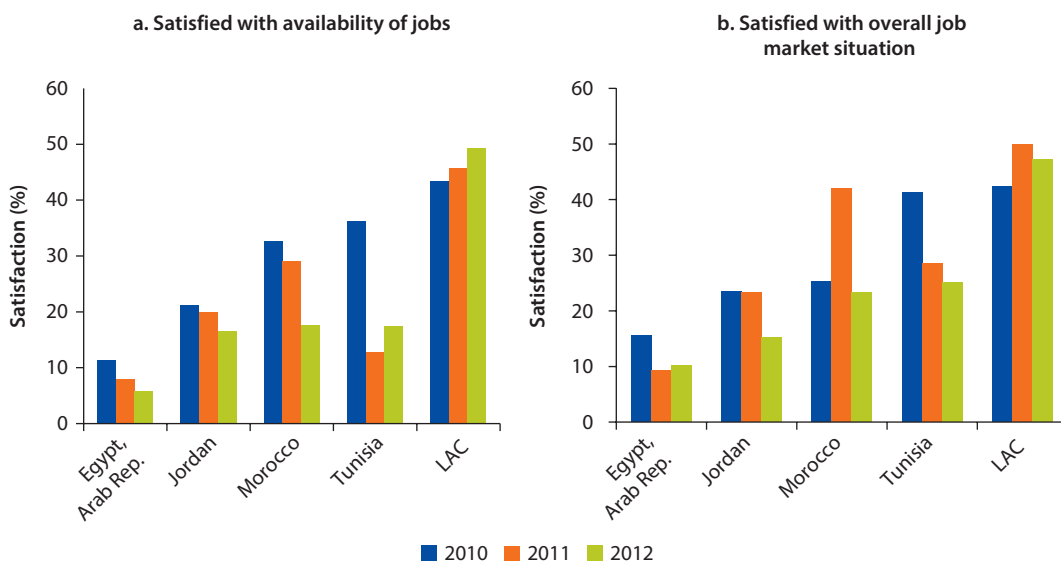 a. Satisfied with availability of jobs
Satisfaction (%)
60
50
40
30
20
10
0
Egypt,
Arab Rep.
Jordan
Morocco
Tunisia
LAC
b. Satisfied with overall job
market situation
Satisfaction (%)
60
50
40
30
20
10
0
Egypt,
Arab Rep.
Jordan
Morocco
Tunisia
LAC
2010 2011 2012